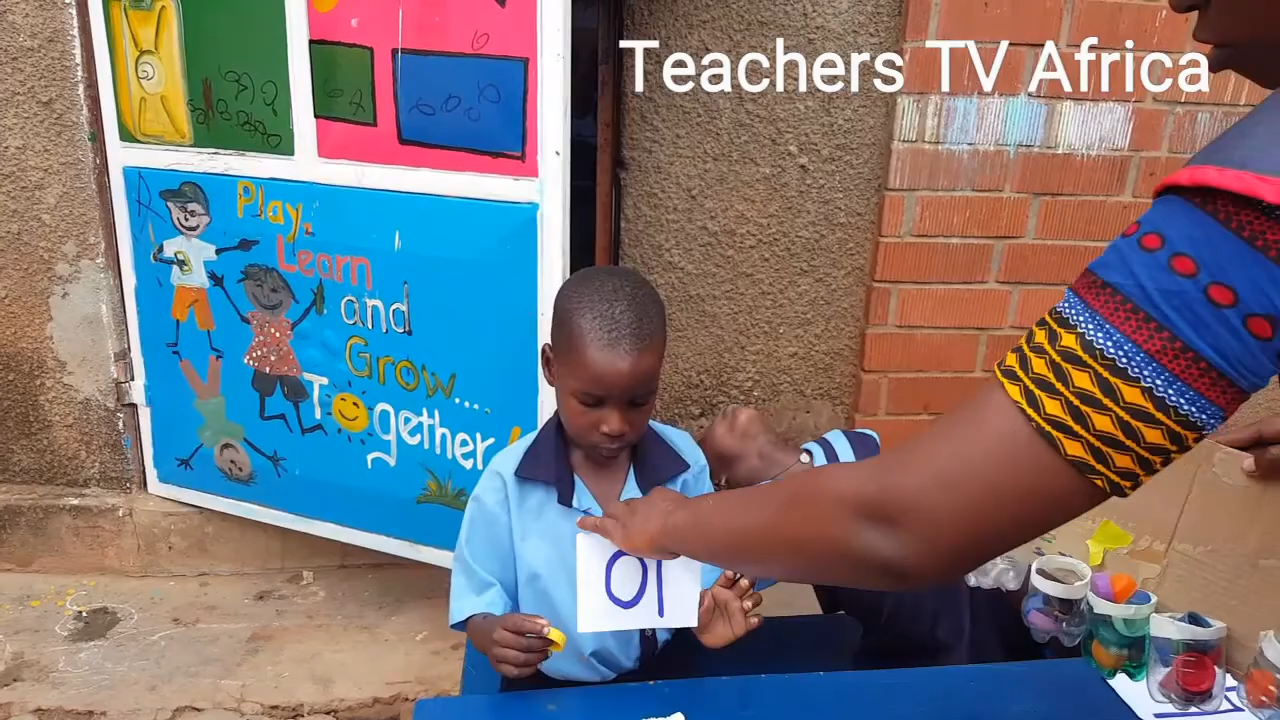 Teachers TV Africa
Play,
Learn
and
Grow....
Together!
01